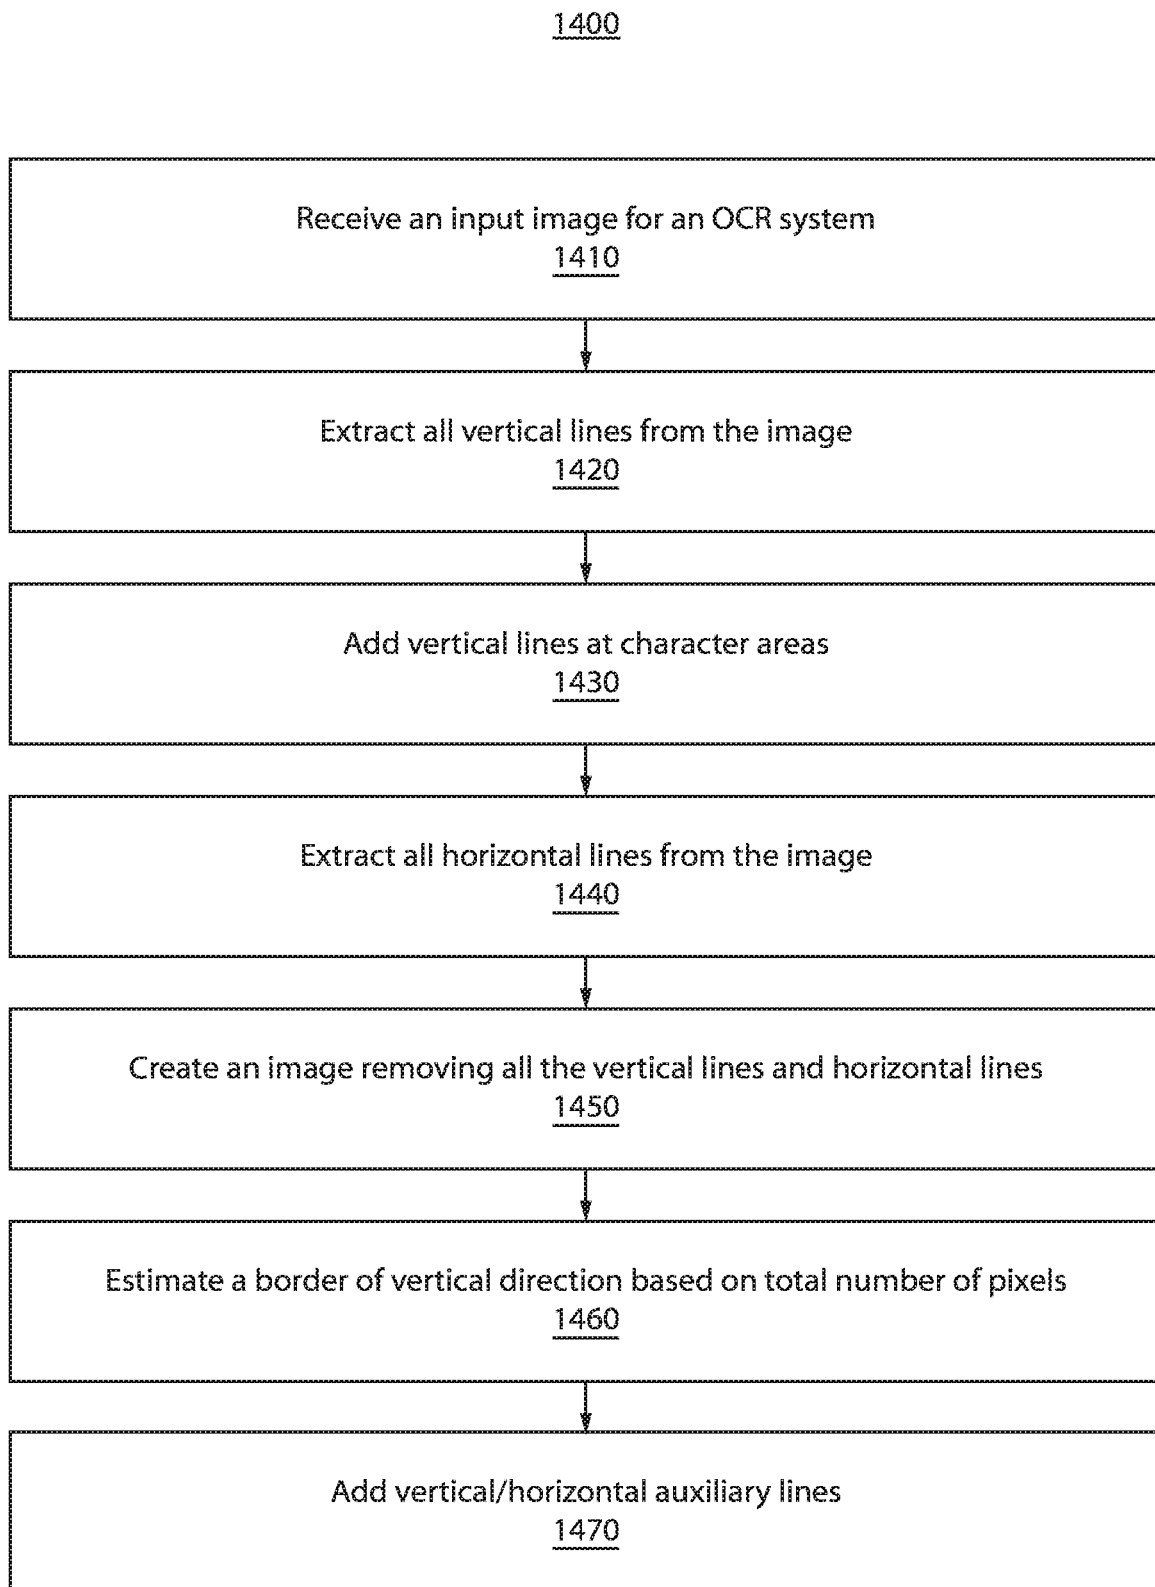 1400
Receive an input image for an OCR system
1410
Extract all vertical lines from the image
1420
Add vertical lines at character areas
1430
Extract all horizontal lines from the image
1440
Create an image removing all the vertical lines and horizontal lines
1450
Estimate a border of vertical direction based on total number of pixels
1460
Add vertical/horizontal auxiliary lines
1470